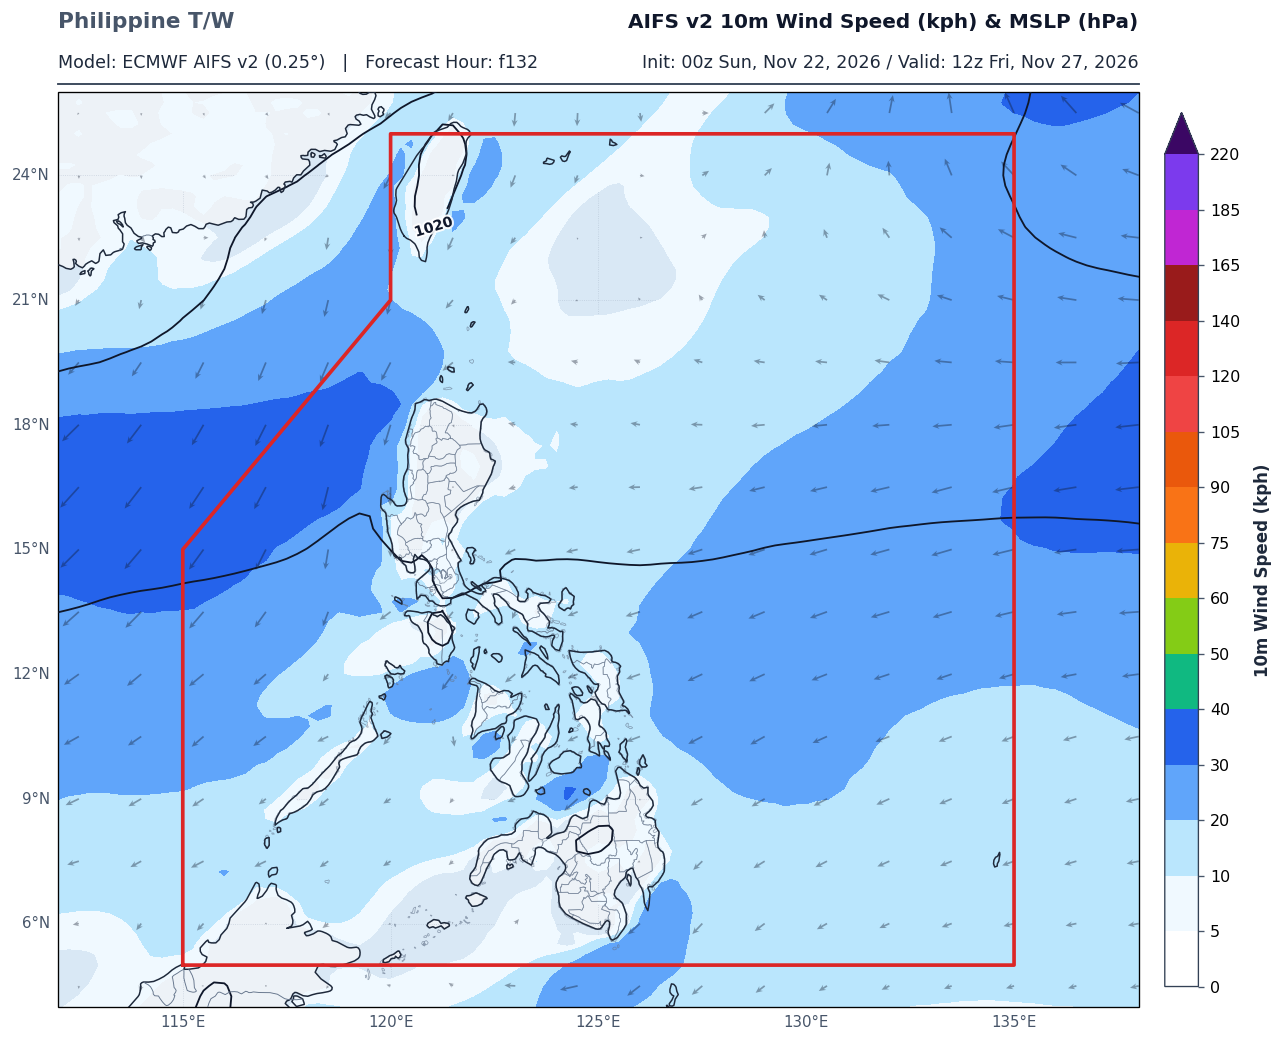 Philippine T/W
AIFS v2 10m Wind Speed (kph) & MSLP (hPa)
Model: ECMWF AIFS v2 (0.25°) | Forecast Hour: f132
Init: 00z Sun, Nov 22, 2026 / Valid: 12z Fri, Nov 27, 2026
24°N
21°N
18°N
15°N
12°N
9°N
6°N
1020
115°E
120°E
125°E
130°E
135°E
220
185
165
140
120
105
90
75
60
50
40
30
20
10
5
0
10m Wind Speed (kph)